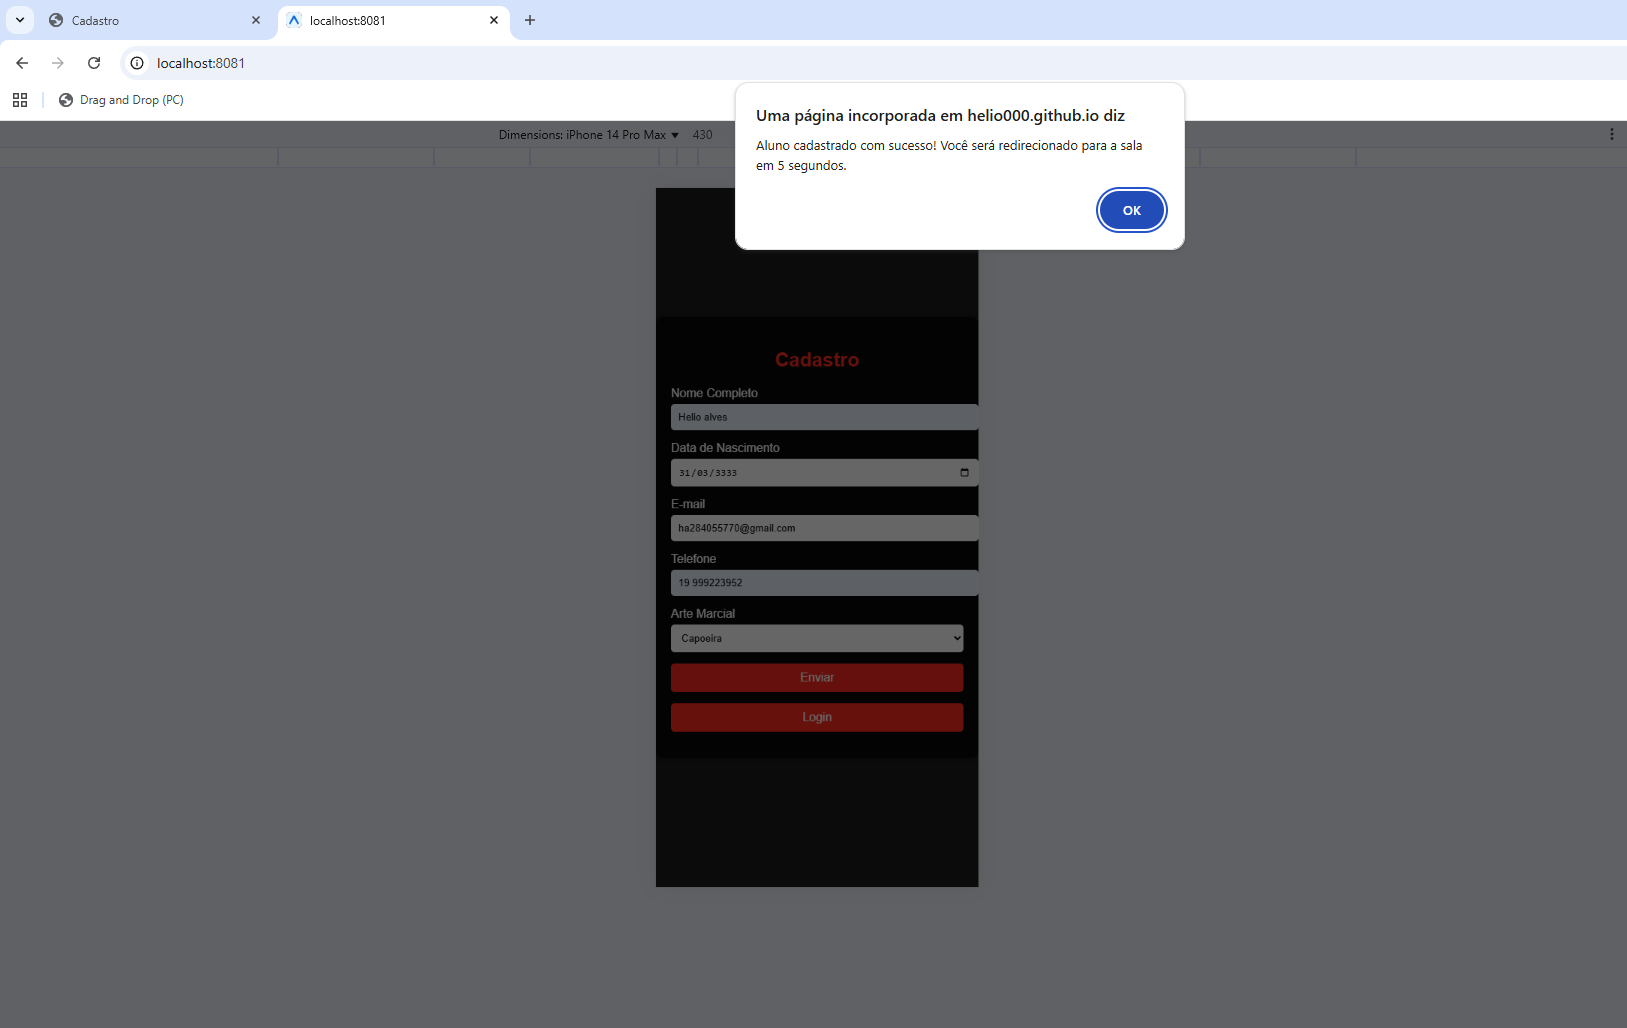 Cadastro
localhost:8081
localhost:8081
Drag and Drop (PC)
Uma página incorporada em helio000.github.io diz
Aluno cadastrado com sucesso! Você será redirecionado para a sala
em 5 segundos.
OK
Dimensions: iPhone 14 Pro Max ▼ 430
Cadastro
Nome Completo
Helio alves
Data de Nascimento
31/03/3333
E-mail
ha284055770@gmail.com
Telefone
19 999223952
Arte Marcial
Capoeira
Enviar
Login